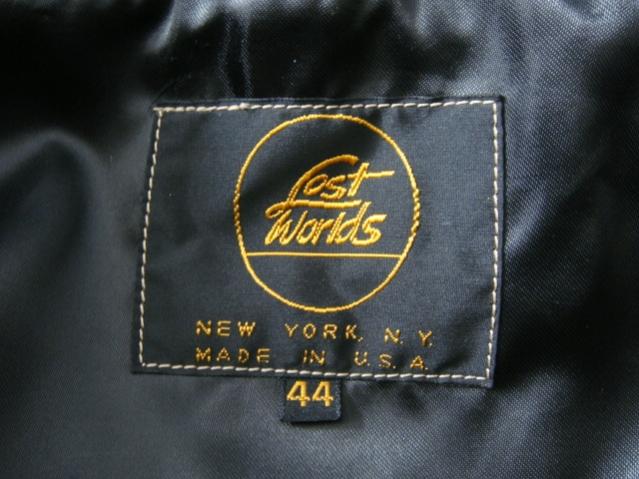 Lost
Worlds
NEW YORK, N.Y.
MADE IN U.S.A.
44